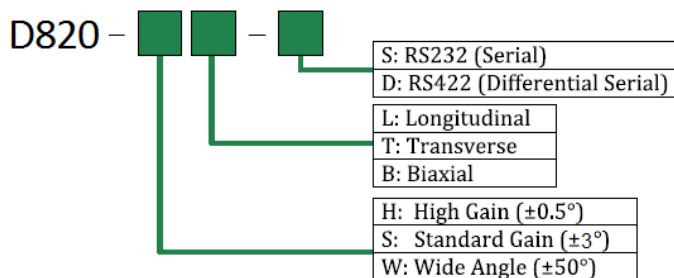 D820 -  -
S: RS232 (Serial)
D: RS422 (Differential Serial)
L: Longitudinal
T: Transverse
B: Biaxial
H: High Gain (±0.5°)
S: Standard Gain (±3°)
W: Wide Angle (±50°)